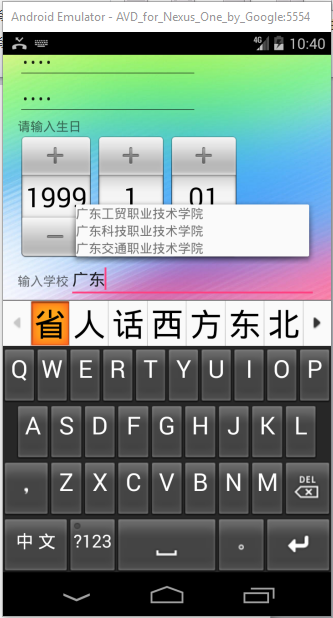 Android Emulator - AVD_for_Nexus_One_by_Google:5554
4G 10:40
••••
••••
请输入生日
+ + +
1999 1 01
−
广东工贸职业技术学院
广东科技职业技术学院
广东交通职业技术学院
输入学校 广东
省 人 话 西 方 东 北
Q W E R T Y U I O P
A S D F G H J K L
, Z X C V B N M DEL
中文 ?123 。